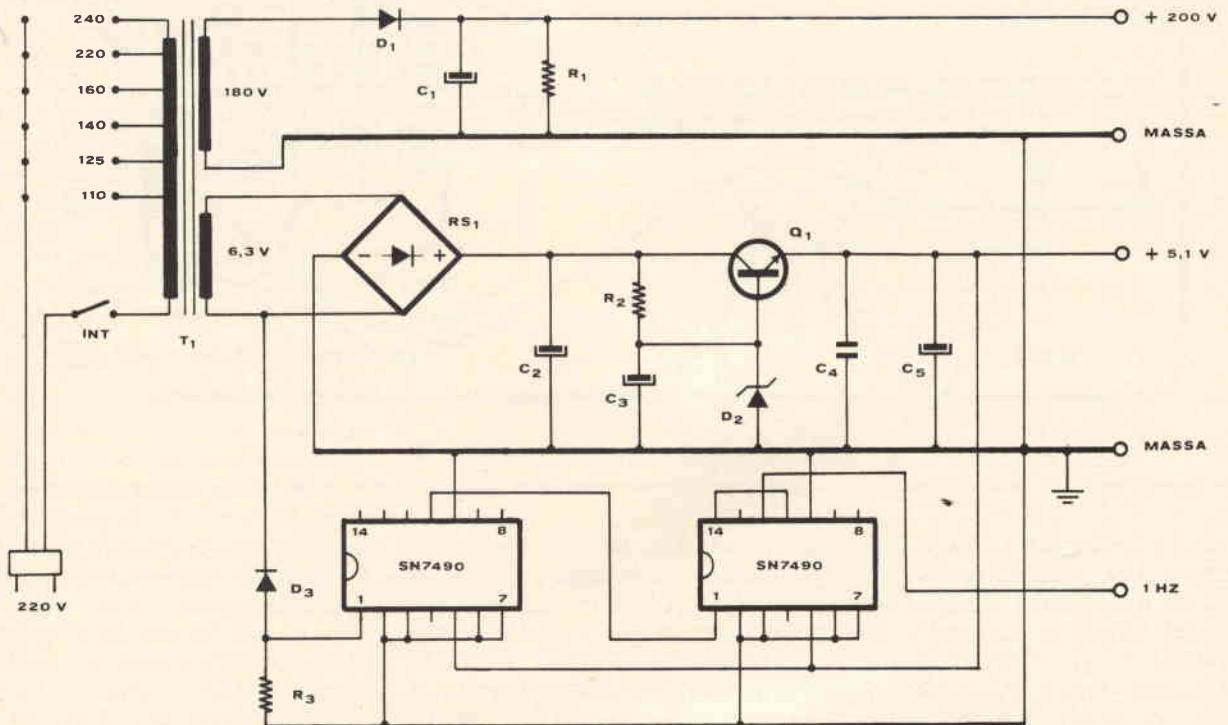 240
220
160
140
125
110
INT
220 V
T1
180 V
6,3 V
D1
C1
R1
+ 200 V
MASSA
RS1
C2
R2
C3
Q1
D2
C4
C5
+ 5,1 V
MASSA
14
8
SN7490
1
7
14
8
SN7490
1
7
D3
R3
1 HZ